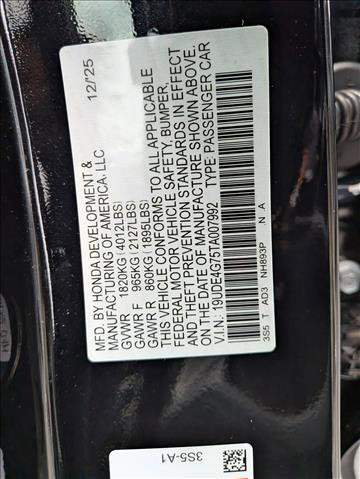 MFD. BY HONDA DEVELOPMENT & 12/25
MANUFACTURING OF AMERICA, LLC
GVWR 1820KG (4012LBS)
GAWR F 965KG (2127LBS)
GAWR R 860KG (1895LBS)
THIS VEHICLE CONFORMS TO ALL APPLICABLE
FEDERAL MOTOR VEHICLE SAFETY, BUMPER,
AND THEFT PREVENTION STANDARDS IN EFFECT
ON THE DATE OF MANUFACTURE SHOWN ABOVE.
V.I.N.: 19UDE4G75TA007992 TYPE: PASSENGER CAR
3S5 T AD3 NH893P . N A
3S5-A1